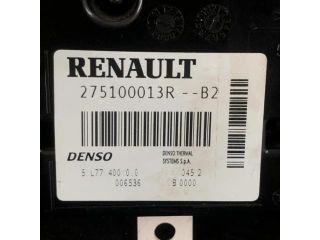 RENAULT
275100013R --B2
DENSO
DENSO THERMAL
SYSTEMS S.p.A.
5 L77 400 0 0 045 2
006536 B 0000